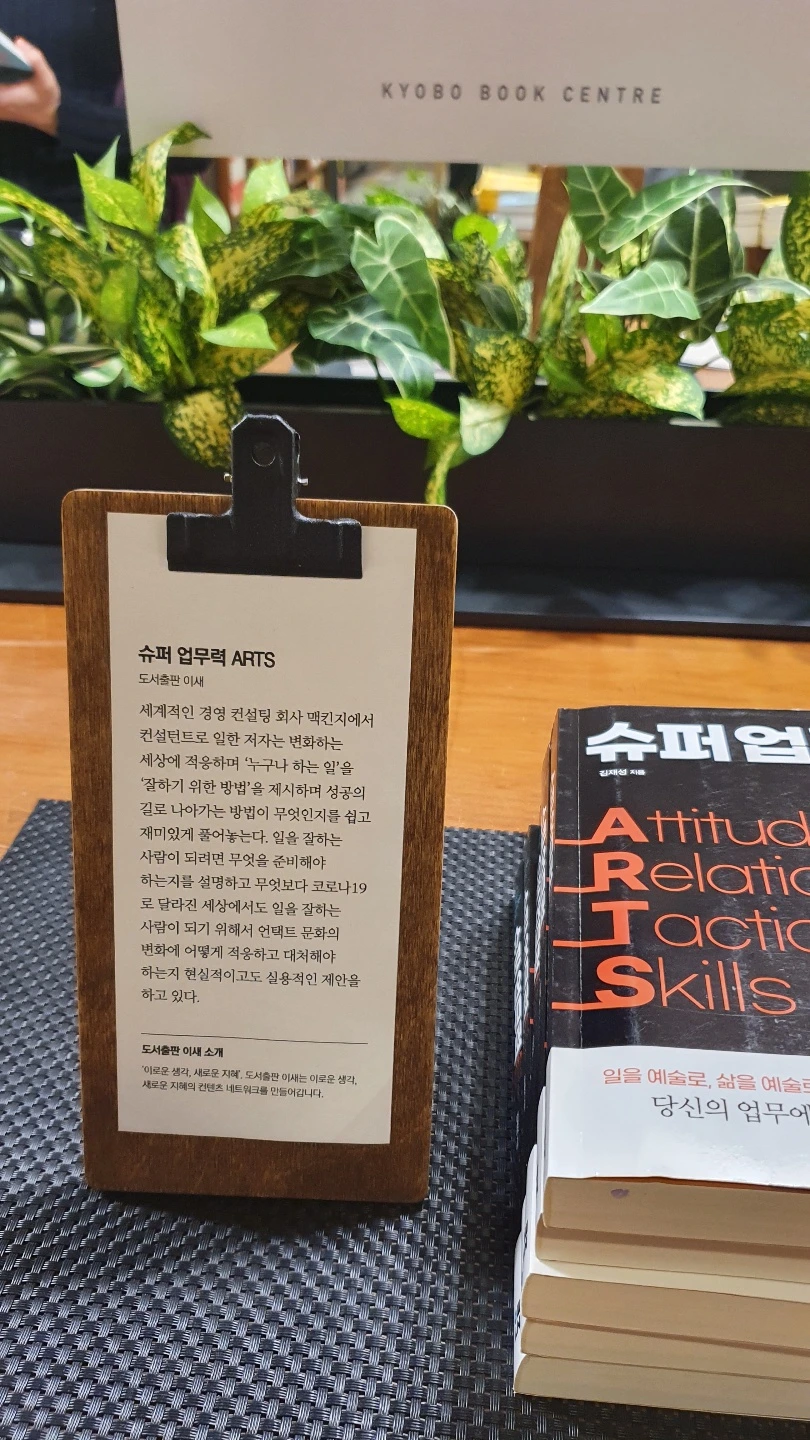 KYOBO BOOK CENTRE
슈퍼 업무력 ARTS
도서출판 이새
세계적인 경영 컨설팅 회사 맥킨지에서
컨설턴트로 일한 저자는 변화하는
세상에 적응하며 ‘누구나 하는 일’을
‘잘하기 위한 방법’을 제시하며 성공의
길로 나아가는 방법이 무엇인지를 쉽고
재미있게 풀어놓는다. 일을 잘하는
사람이 되려면 무엇을 준비해야
하는지를 설명하고 무엇보다 코로나19
로 달라진 세상에서도 일을 잘하는
사람이 되기 위해서 언택트 문화의
변화에 어떻게 적응하고 대처해야
하는지 현실적이고도 실용적인 제안을
하고 있다.
도서출판 이새 소개
‘이로운 생각, 새로운 지혜’. 도서출판 이새는 이로운 생각,
새로운 지혜의 컨텐츠 네트워크를 만들어갑니다.
슈퍼 업
김재성 지음
Attitud
Relatio
Tactic
Skills
일을 예술로, 삶을 예술로
당신의 업무에